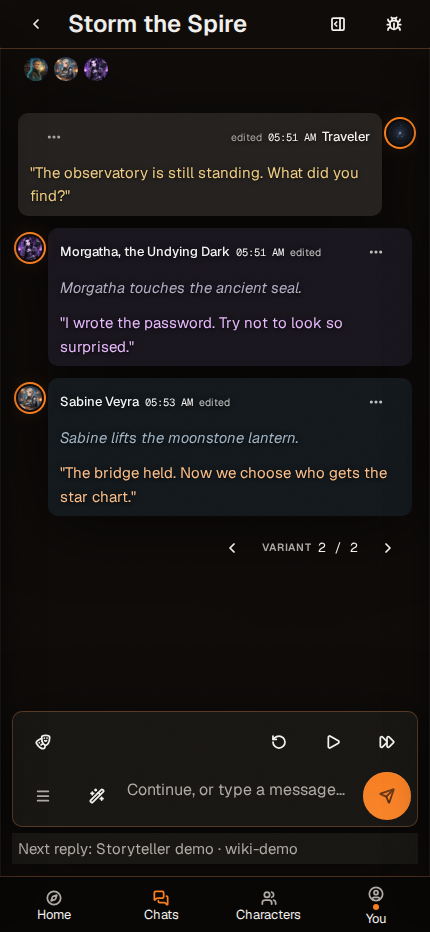 Storm the Spire
edited 05:51 AM Traveler
"The observatory is still standing. What did you
find?"
Morgatha, the Undying Dark 05:51 AM edited
Morgatha touches the ancient seal.
"I wrote the password. Try not to look so
surprised."
Sabine Veyra 05:53 AM edited
Sabine lifts the moonstone lantern.
"The bridge held. Now we choose who gets the
star chart."
VARIANT 2 / 2
Continue, or type a message...
Next reply: Storyteller demo · wiki-demo
Home Chats Characters You